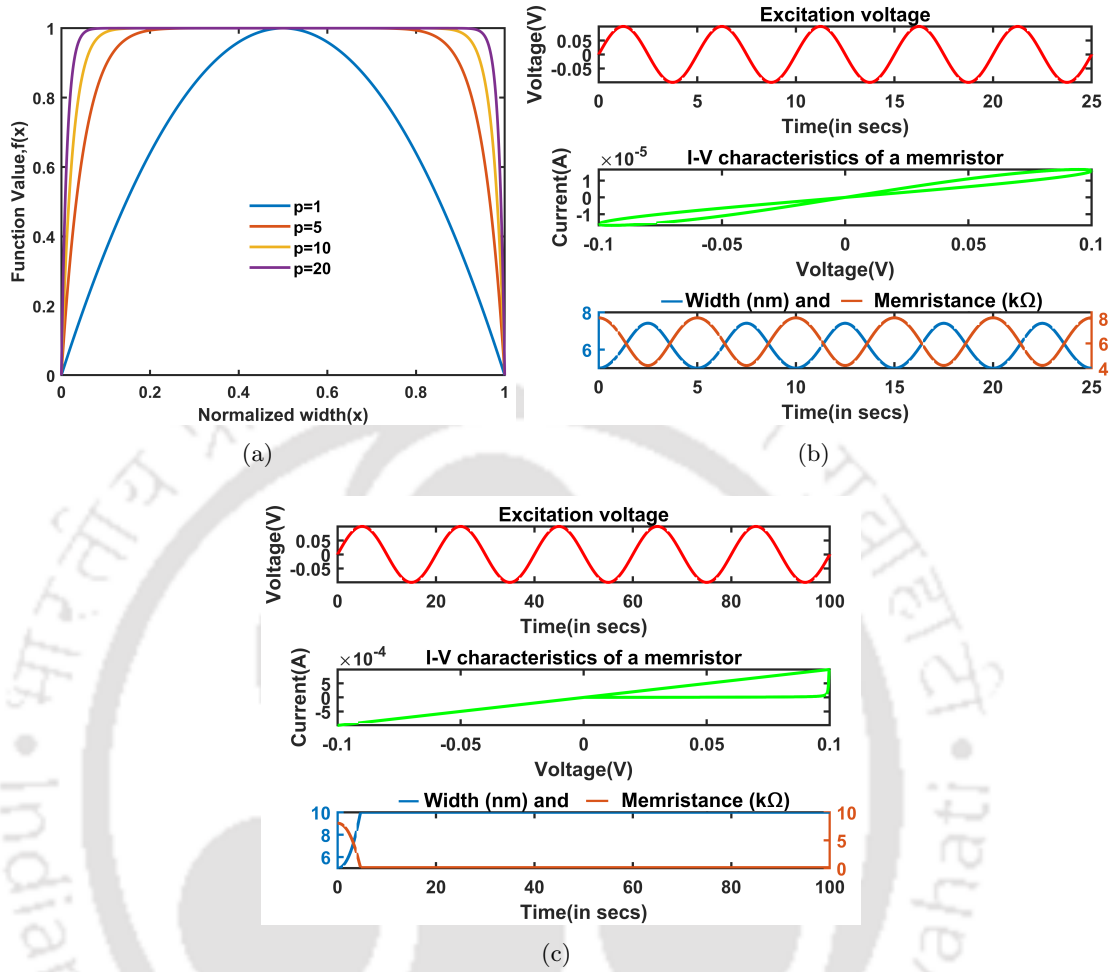 (a)
Function Value,f(x)
1
0.8
0.6
0.4
0.2
0
p=1
p=5
p=10
p=20
0 0.2 0.4 0.6 0.8 1
Normalized width(x)
Excitation voltage
Voltage(V)
0.05
0
-0.05
0 5 10 15 20 25
Time(in secs)
×10⁻⁵ I-V characteristics of a memristor
Current(A)
1
0
-1
-0.1 -0.05 0 0.05 0.1
Voltage(V)
Width (nm) and Memristance (kΩ)
8 8
6 6
4
0 5 10 15 20 25
Time(in secs)
(b)
Excitation voltage
Voltage(V)
0.05
0
-0.05
0 20 40 60 80 100
Time(in secs)
×10⁻⁴ I-V characteristics of a memristor
Current(A)
5
0
-5
-0.1 -0.05 0 0.05 0.1
Voltage(V)
Width (nm) and Memristance (kΩ)
10 10
8
6 5
0
0 20 40 60 80 100
Time(in secs)
(c)